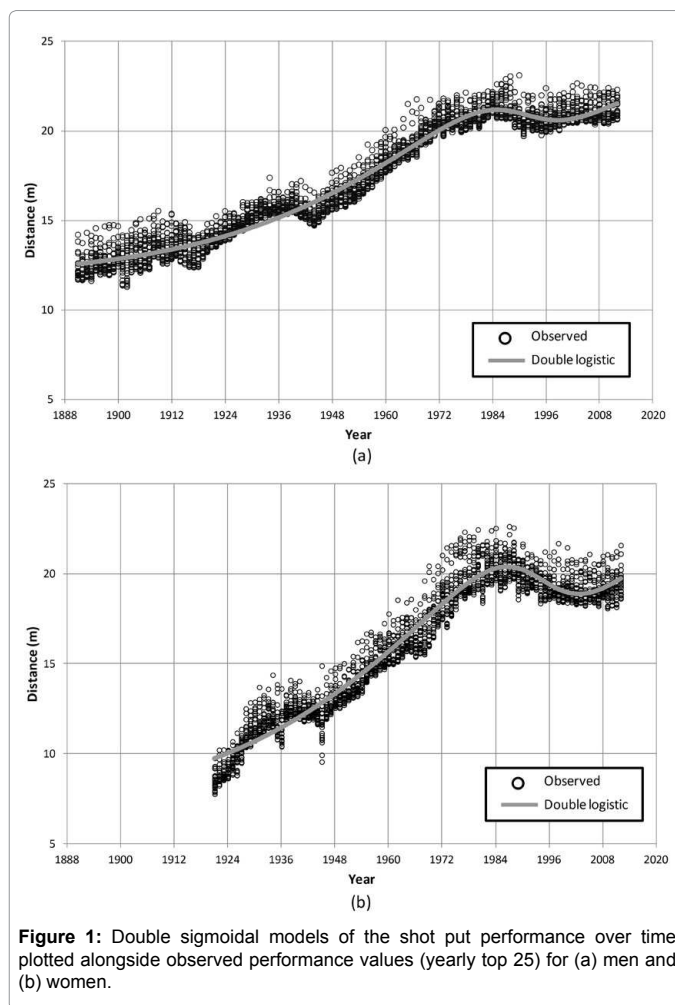 25
20
15
10
5
Distance (m)
Observed
Double logistic
1888 1900 1912 1924 1936 1948 1960 1972 1984 1996 2008 2020
Year
(a)
25
20
15
10
5
Distance (m)
Observed
Double logistic
1888 1900 1912 1924 1936 1948 1960 1972 1984 1996 2008 2020
Year
(b)
Figure 1: Double sigmoidal models of the shot put performance over time
plotted alongside observed performance values (yearly top 25) for (a) men and
(b) women.